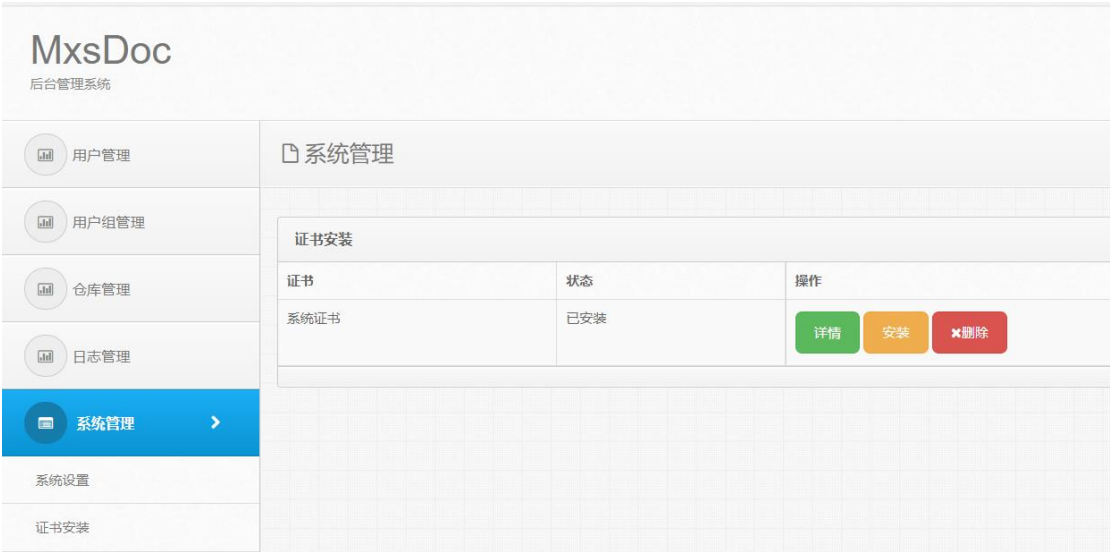 MxsDoc
后台管理系统
用户管理
用户组管理
仓库管理
日志管理
系统管理
系统设置
证书安装
系统管理
证书安装
证书 状态 操作
系统证书 已安装 详情 安装 删除